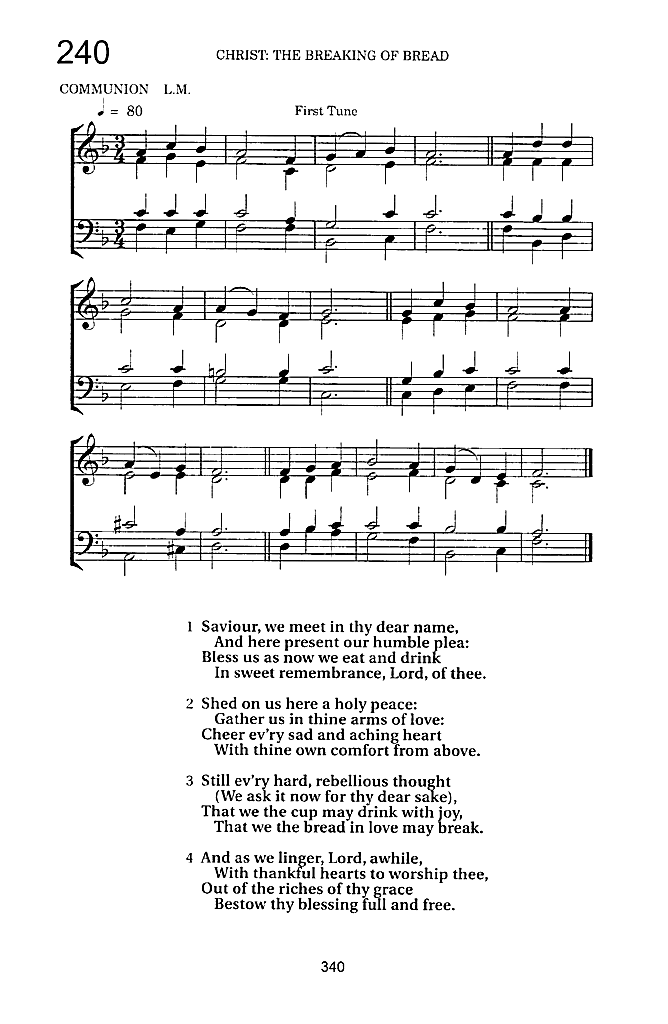 240
CHRIST: THE BREAKING OF BREAD
COMMUNION L.M.
♩ = 80
First Tune
1 Saviour, we meet in thy dear name,
And here present our humble plea:
Bless us as now we eat and drink
In sweet remembrance, Lord, of thee.
2 Shed on us here a holy peace:
Gather us in thine arms of love:
Cheer ev'ry sad and aching heart
With thine own comfort from above.
3 Still ev'ry hard, rebellious thought
(We ask it now for thy dear sake),
That we the cup may drink with joy,
That we the bread in love may break.
4 And as we linger, Lord, awhile,
With thankful hearts to worship thee,
Out of the riches of thy grace
Bestow thy blessing full and free.
340